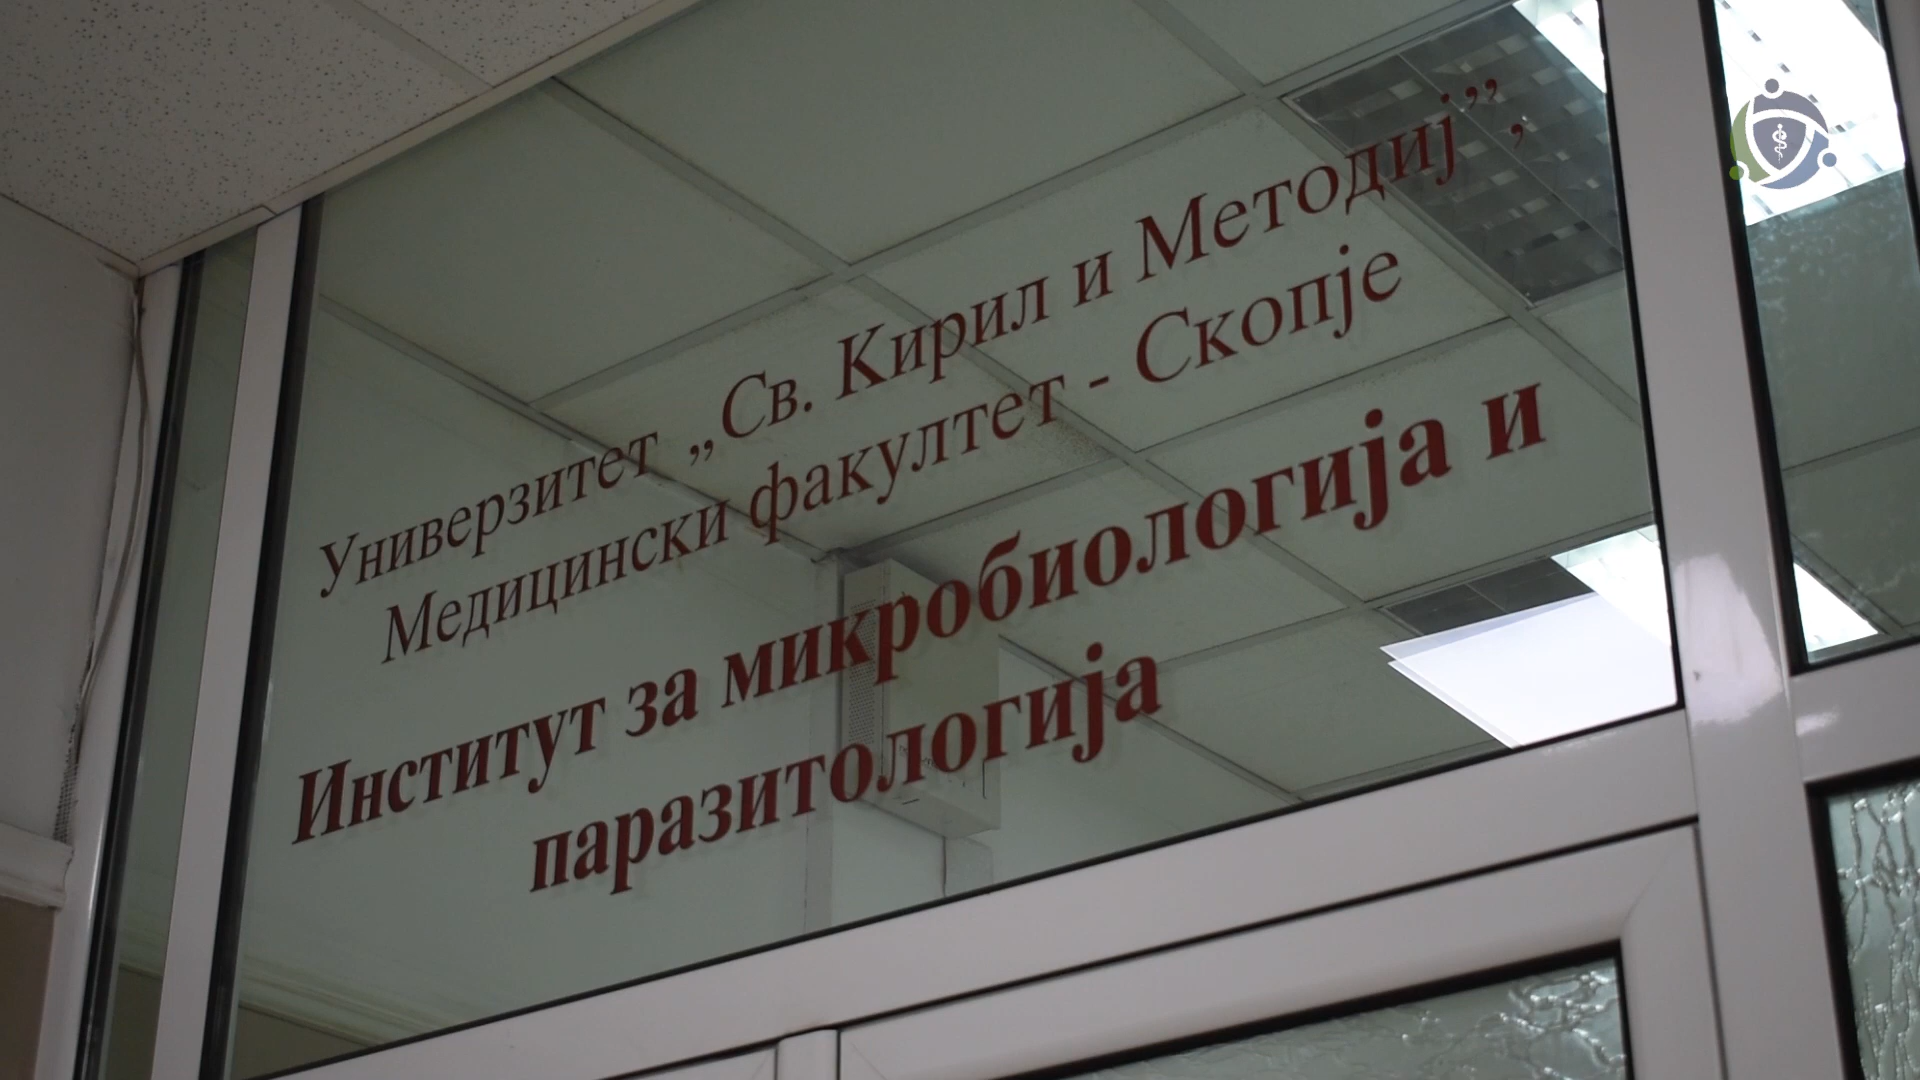 Универзитет „Св. Кирил и Методиј”,
Медицински факултет - Скопје
Институт за микробиологија и
паразитологија